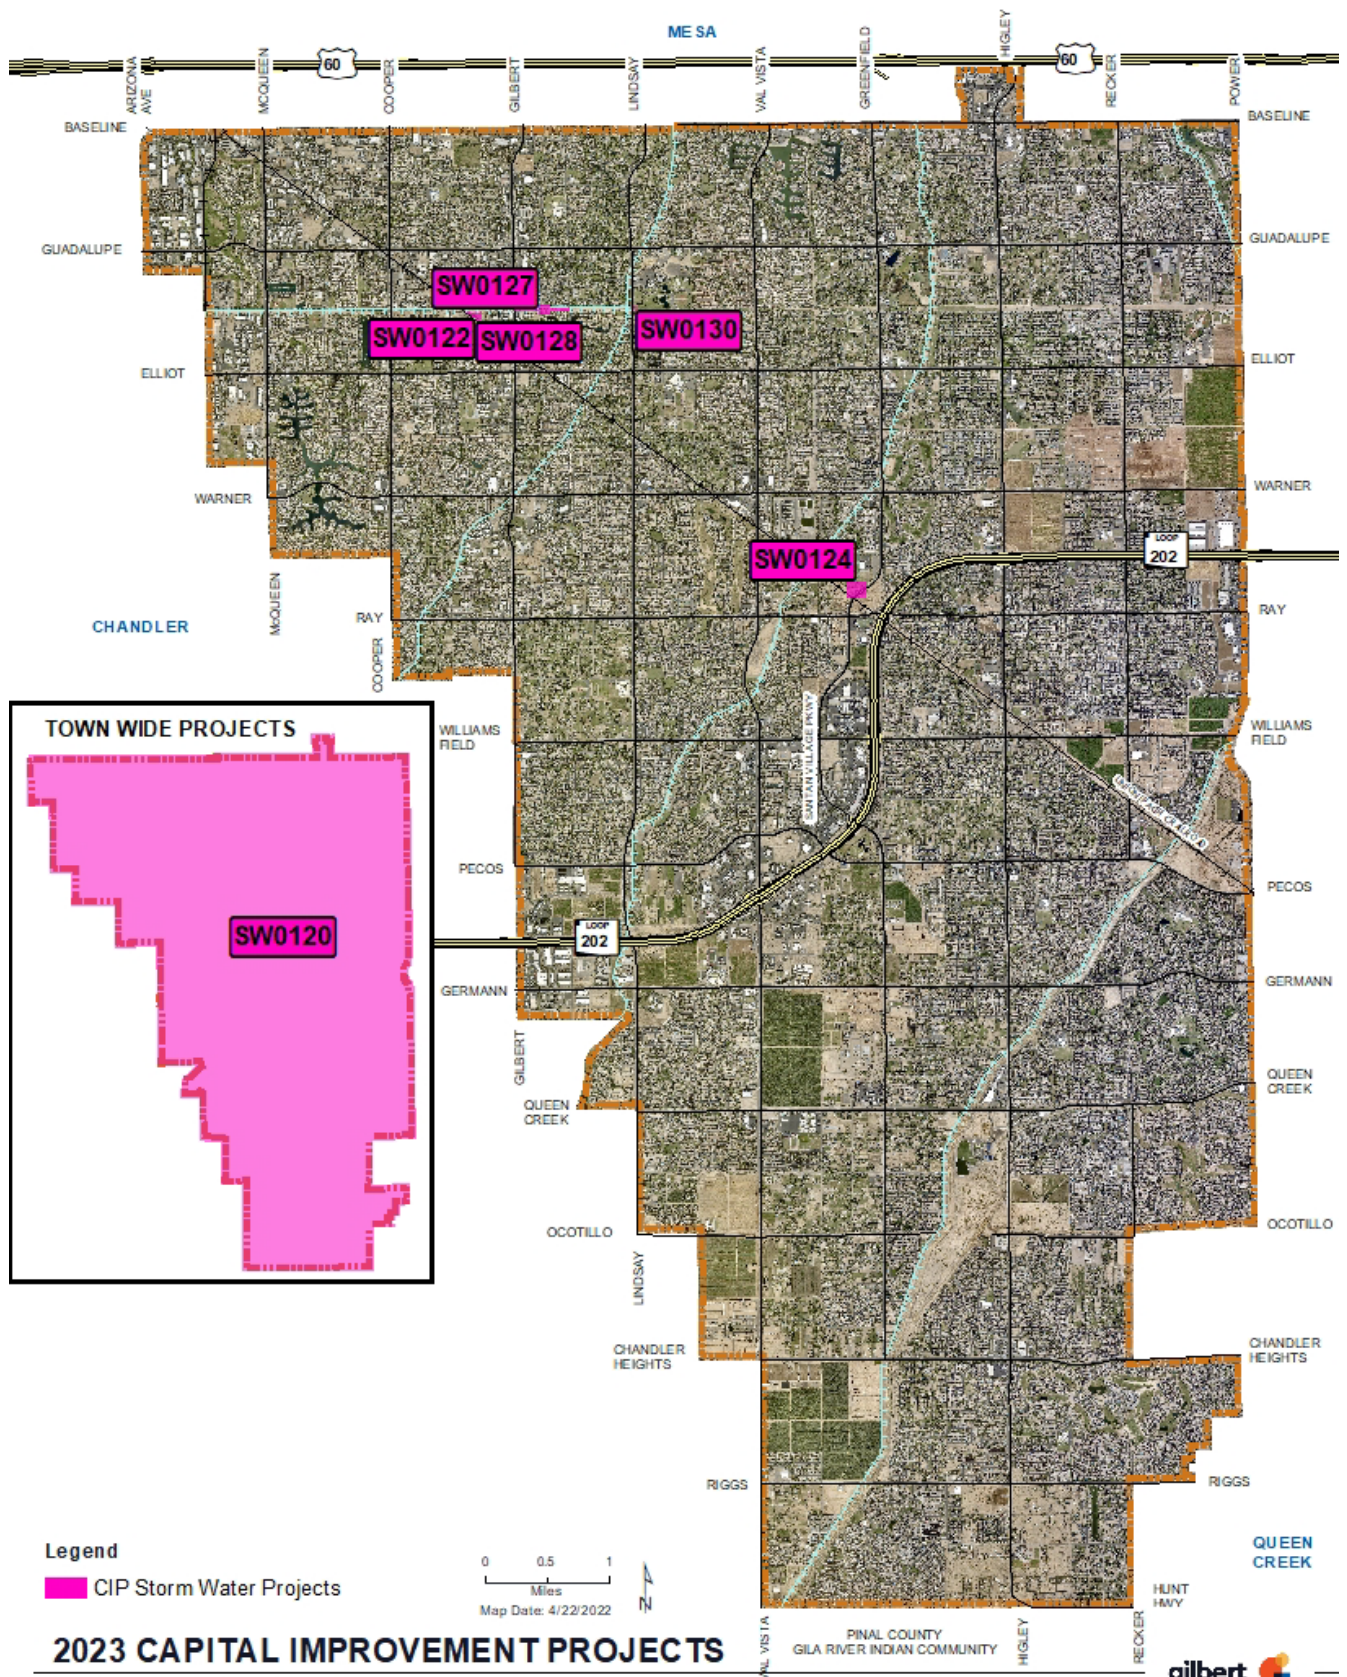 MESA
60
60
ARIZONA
AVE
MCQUEEN
COOPER
GILBERT
LINDSAY
VAL VISTA
GREENFIELD
HIGLEY
RECKER
POWER
BASELINE
BASELINE
GUADALUPE
GUADALUPE
SW0127
SW0122
SW0128
SW0130
ELLIOT
ELLIOT
WARNER
WARNER
SW0124
LOOP
202
McQUEEN
CHANDLER
RAY
RAY
COOPER
TOWN WIDE PROJECTS
WILLIAMS
FIELD
WILLIAMS
FIELD
SANTAN VILLAGE PKWY
PECOS
PECOS
SW0120
LOOP
202
GERMANN
GERMANN
GILBERT
QUEEN
CREEK
QUEEN
CREEK
OCOTILLO
OCOTILLO
LINDSAY
CHANDLER
HEIGHTS
CHANDLER
HEIGHTS
RIGGS
RIGGS
Legend
CIP Storm Water Projects
0 0.5 1
Miles
Map Date: 4/22/2022
N
QUEEN
CREEK
HUNT
HWY
2023 CAPITAL IMPROVEMENT PROJECTS
VAL VISTA
PINAL COUNTY
GILA RIVER INDIAN COMMUNITY
HIGLEY
RECKER
gilbert